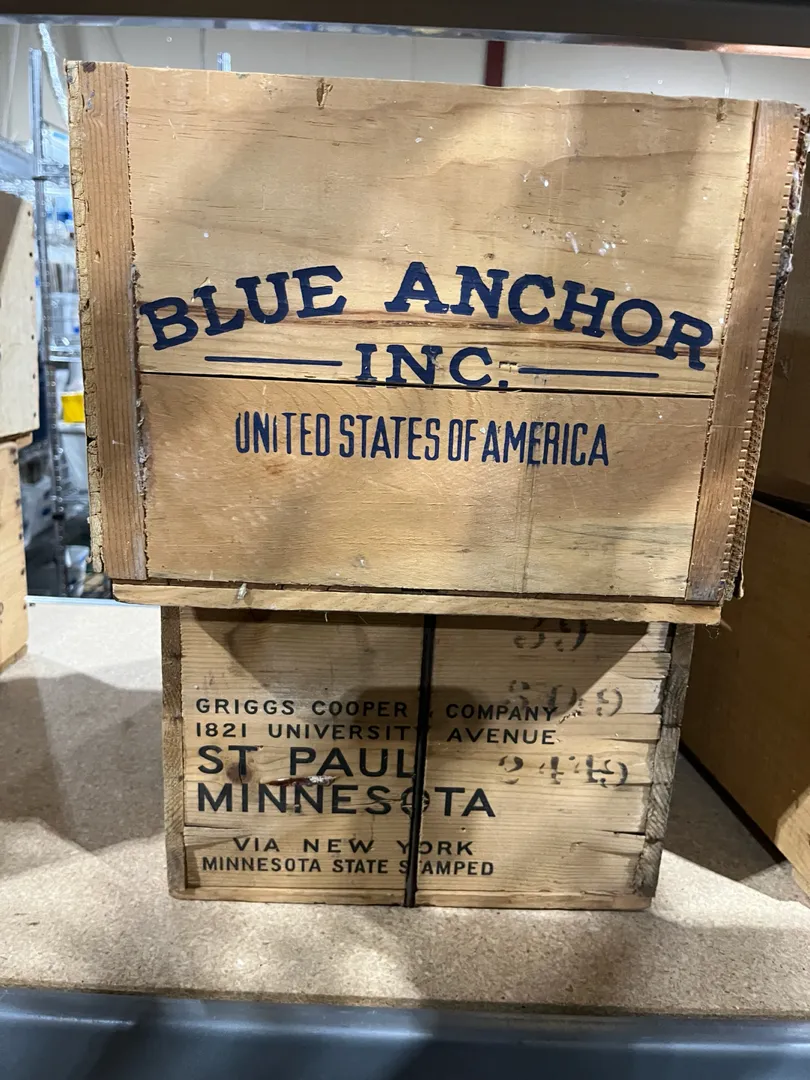 BLUE ANCHOR
INC.
UNITED STATES OF AMERICA
39
GRIGGS COOPER & COMPANY
1821 UNIVERSITY AVENUE
ST PAUL
MINNESOTA
VIA NEW YORK
MINNESOTA STATE STAMPED